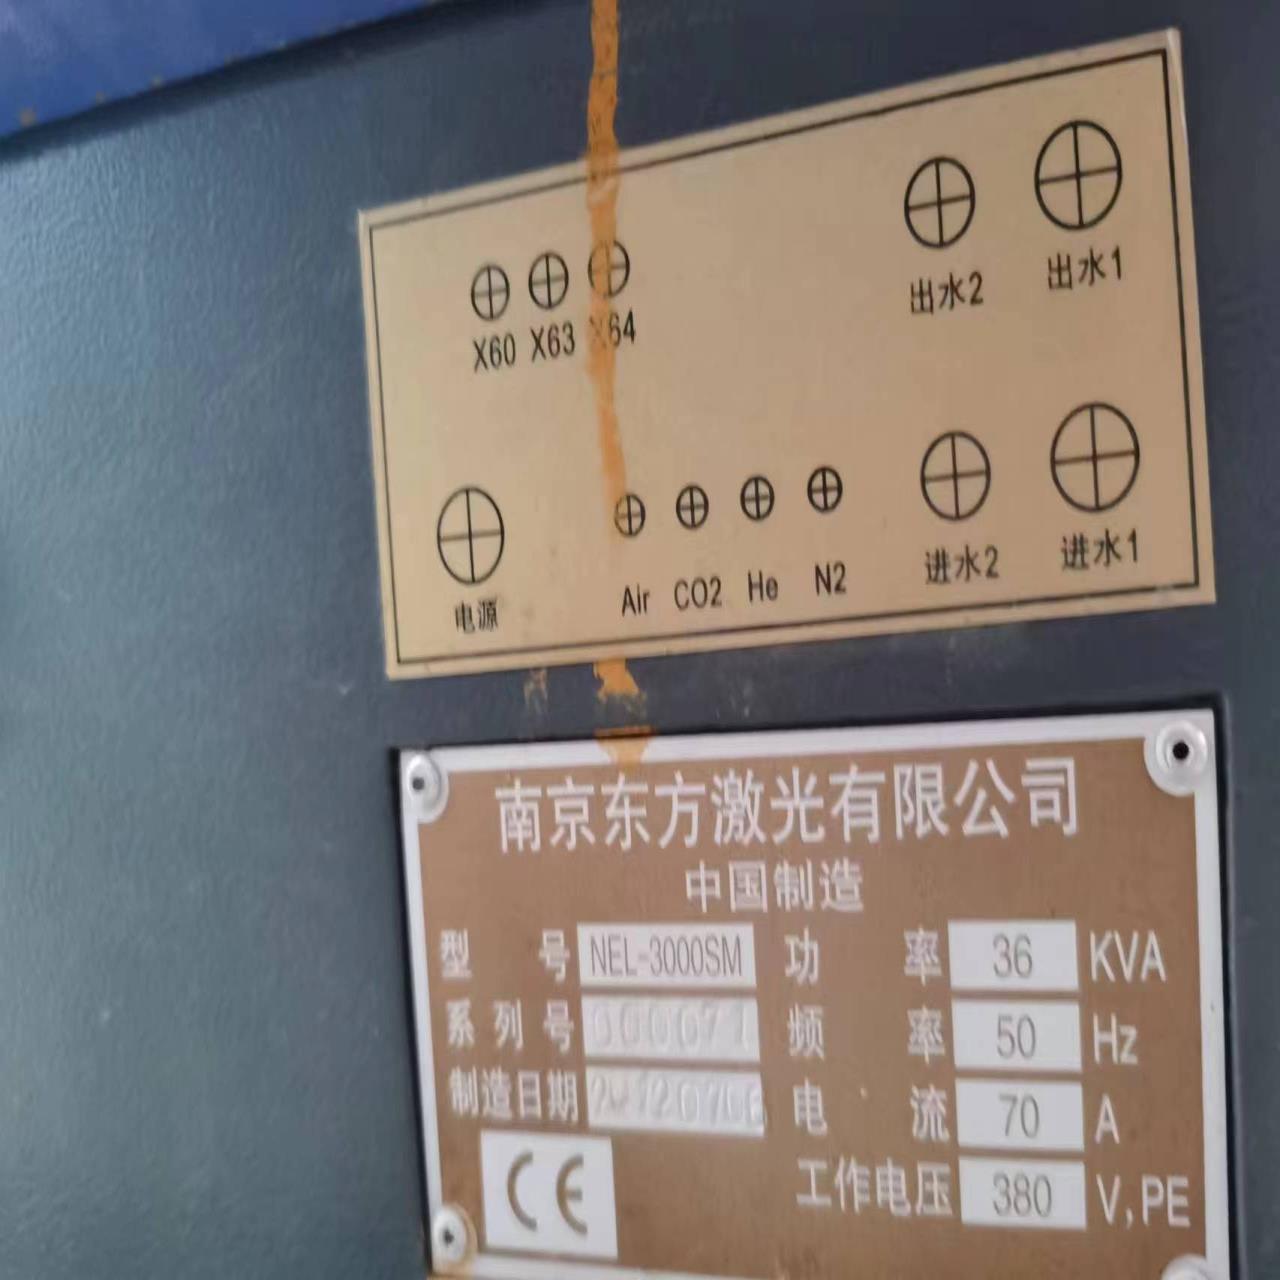 出水2 出水1
X60 X63 X64
进水2 进水1
电源 Air CO2 He N2
南京东方激光有限公司
中国制造
型号 NEL-3000SM 功率 36 KVA
系列号 000071 频率 50 Hz
制造日期 电流 70 A
CE 工作电压 380 V,PE